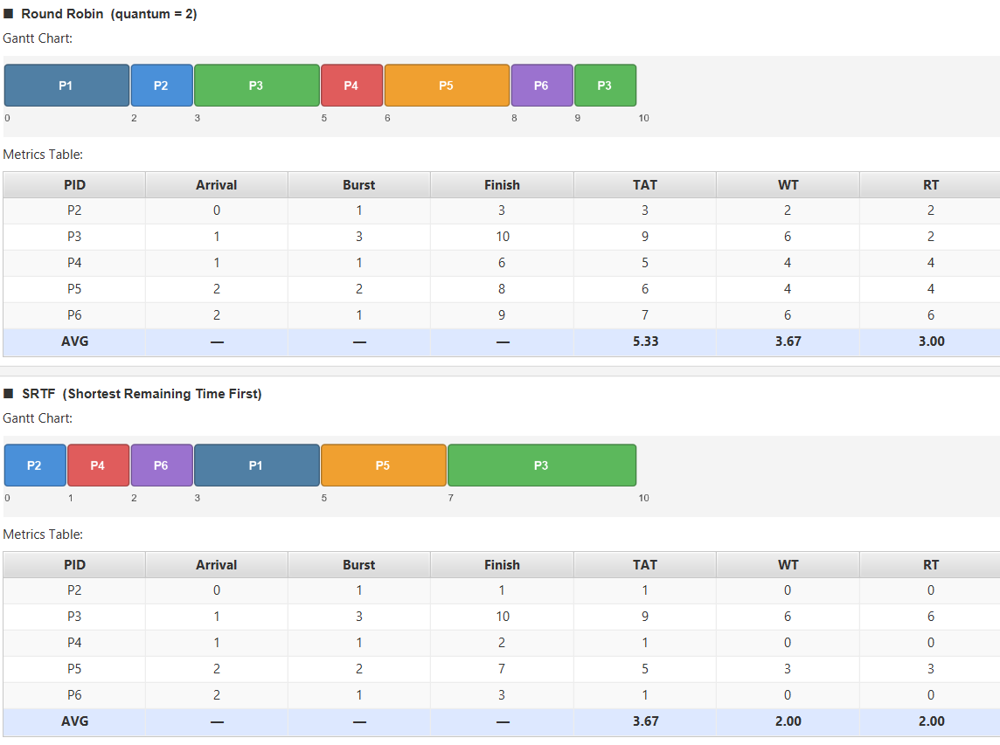 ■ Round Robin (quantum = 2)
Gantt Chart:
P1 P2 P3 P4 P5 P6 P3
0 2 3 5 6 8 9 10
Metrics Table:
PID Arrival Burst Finish TAT WT RT
P2 0 1 3 3 2 2
P3 1 3 10 9 6 2
P4 1 1 6 5 4 4
P5 2 2 8 6 4 4
P6 2 1 9 7 6 6
AVG — — — 5.33 3.67 3.00
■ SRTF (Shortest Remaining Time First)
Gantt Chart:
P2 P4 P6 P1 P5 P3
0 1 2 3 5 7 10
Metrics Table:
PID Arrival Burst Finish TAT WT RT
P2 0 1 1 1 0 0
P3 1 3 10 9 6 6
P4 1 1 2 1 0 0
P5 2 2 7 5 3 3
P6 2 1 3 1 0 0
AVG — — — 3.67 2.00 2.00